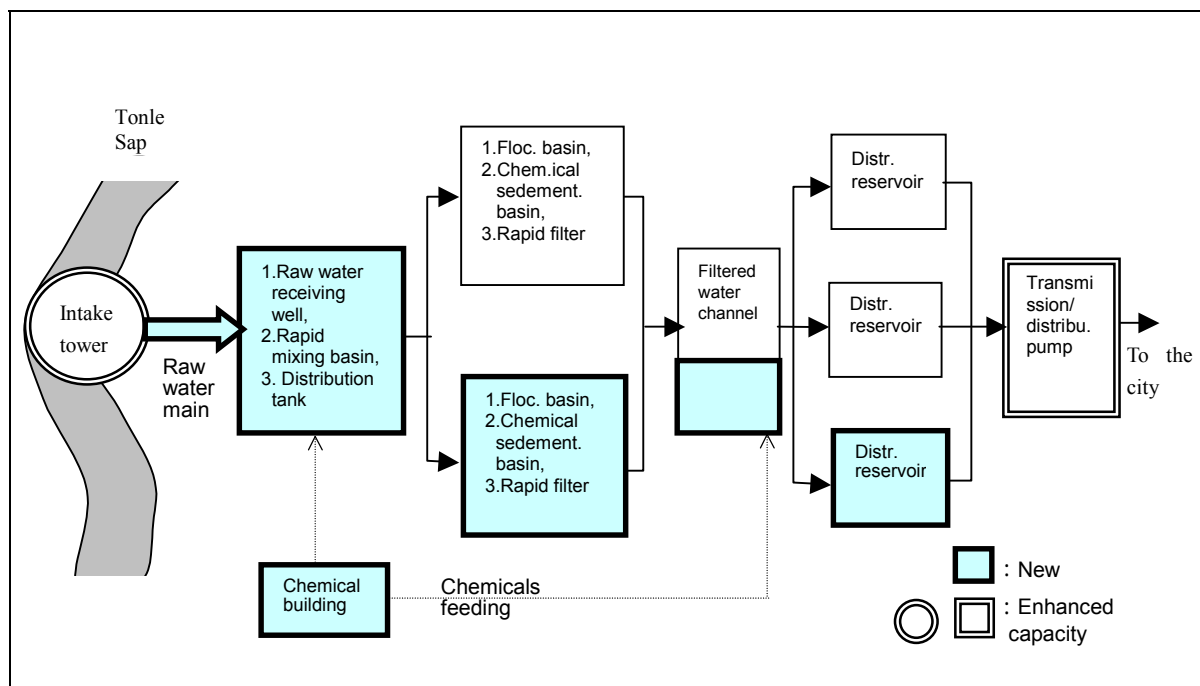 Tonle
Sap
Intake
tower
Raw
water
main
1.Raw water
receiving
well,
2.Rapid
mixing basin,
3. Distribution
tank
1.Floc. basin,
2.Chem.ical
sedement.
basin,
3.Rapid filter
1.Floc. basin,
2.Chemical
sedement.
basin,
3.Rapid filter
Chemical
building
Chemicals
feeding
Filtered
water
channel
Distr.
reservoir
Distr.
reservoir
Distr.
reservoir
Transmi
ssion/
distribu.
pump
To the
city
: New
: Enhanced
capacity